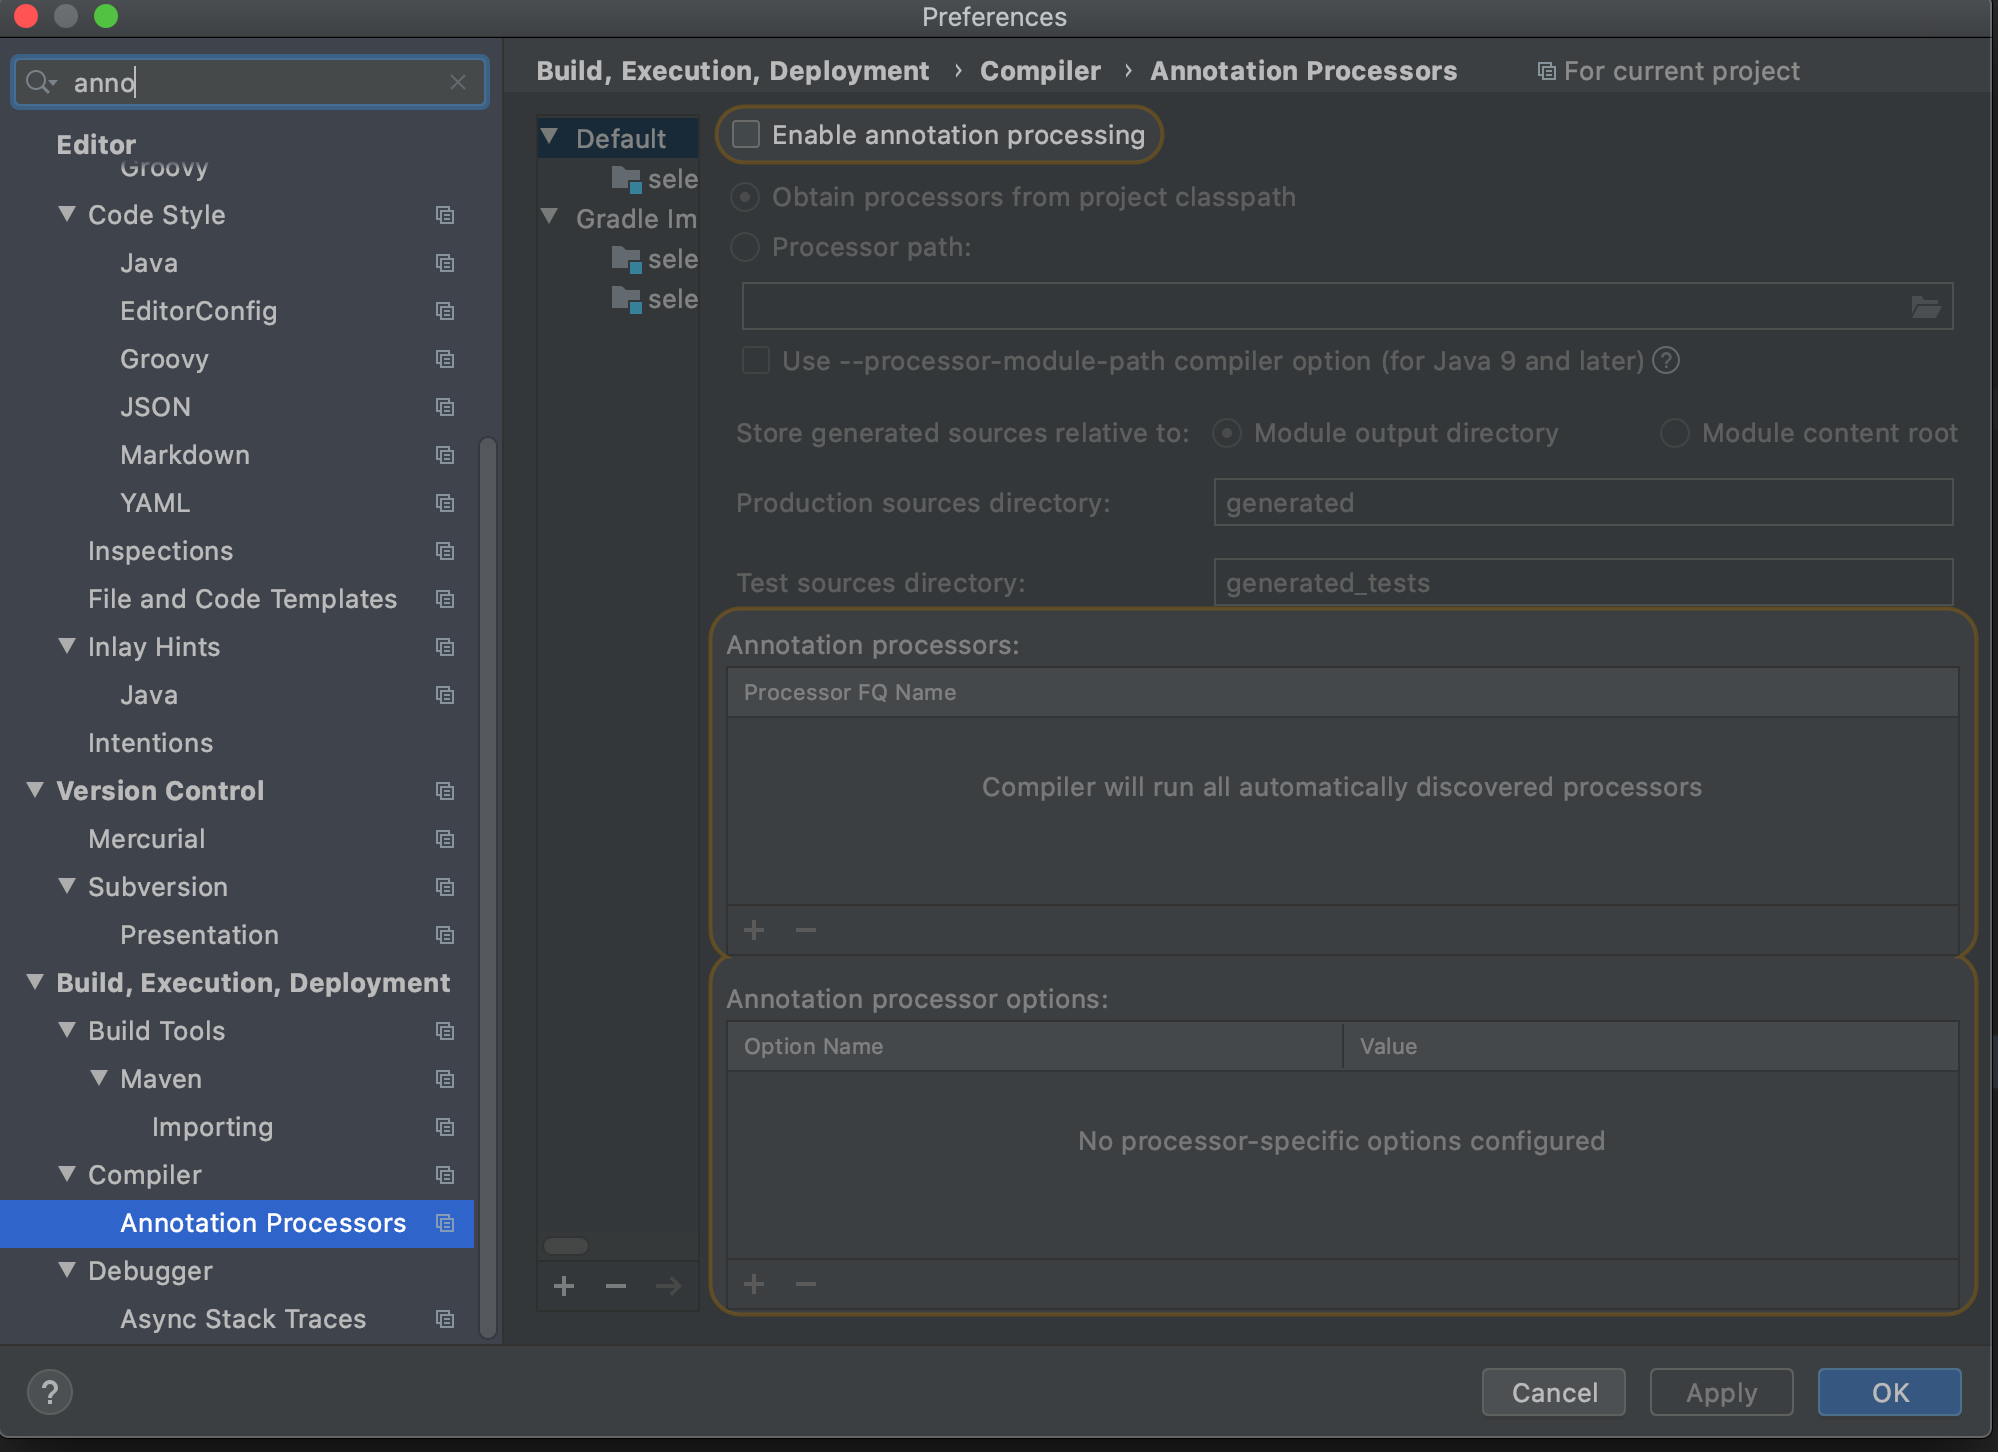 Preferences
anno
Editor
Groovy
Code Style
Java
EditorConfig
Groovy
JSON
Markdown
YAML
Inspections
File and Code Templates
Inlay Hints
Java
Intentions
Version Control
Mercurial
Subversion
Presentation
Build, Execution, Deployment
Build Tools
Maven
Importing
Compiler
Annotation Processors
Debugger
Async Stack Traces
Build, Execution, Deployment › Compiler › Annotation Processors
For current project
Default
sele
Gradle Im
sele
sele
Enable annotation processing
Obtain processors from project classpath
Processor path:
Use --processor-module-path compiler option (for Java 9 and later) ?
Store generated sources relative to: Module output directory Module content root
Production sources directory: generated
Test sources directory: generated_tests
Annotation processors:
Processor FQ Name
Compiler will run all automatically discovered processors
Annotation processor options:
Option Name Value
No processor-specific options configured
? Cancel Apply OK